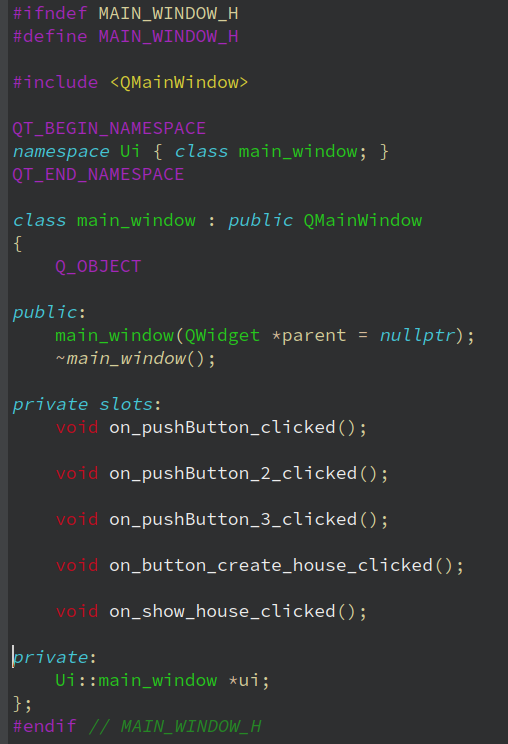 #ifndef MAIN_WINDOW_H
#define MAIN_WINDOW_H
#include <QMainWindow>
QT_BEGIN_NAMESPACE
namespace Ui { class main_window; }
QT_END_NAMESPACE
class main_window : public QMainWindow
{
    Q_OBJECT
public:
    main_window(QWidget *parent = nullptr);
    ~main_window();
private slots:
    void on_pushButton_clicked();
    void on_pushButton_2_clicked();
    void on_pushButton_3_clicked();
    void on_button_create_house_clicked();
    void on_show_house_clicked();
private:
    Ui::main_window *ui;
};
#endif // MAIN_WINDOW_H